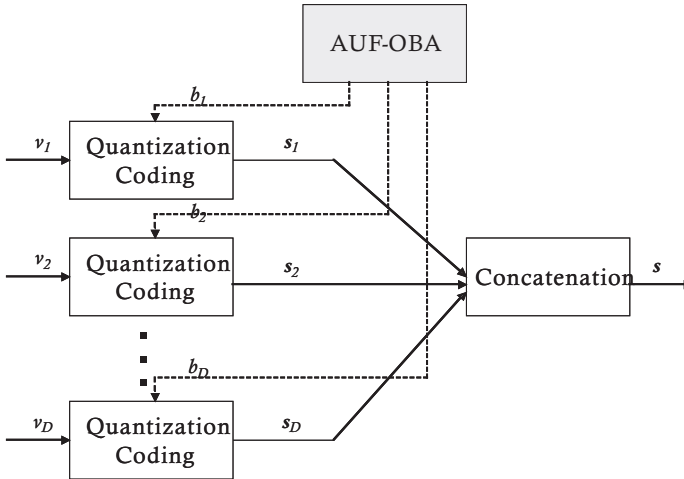 AUF-OBA
b1
v1
Quantization
Coding
s1
b2
v2
Quantization
Coding
s2
Concatenation
s
bD
vD
Quantization
Coding
sD